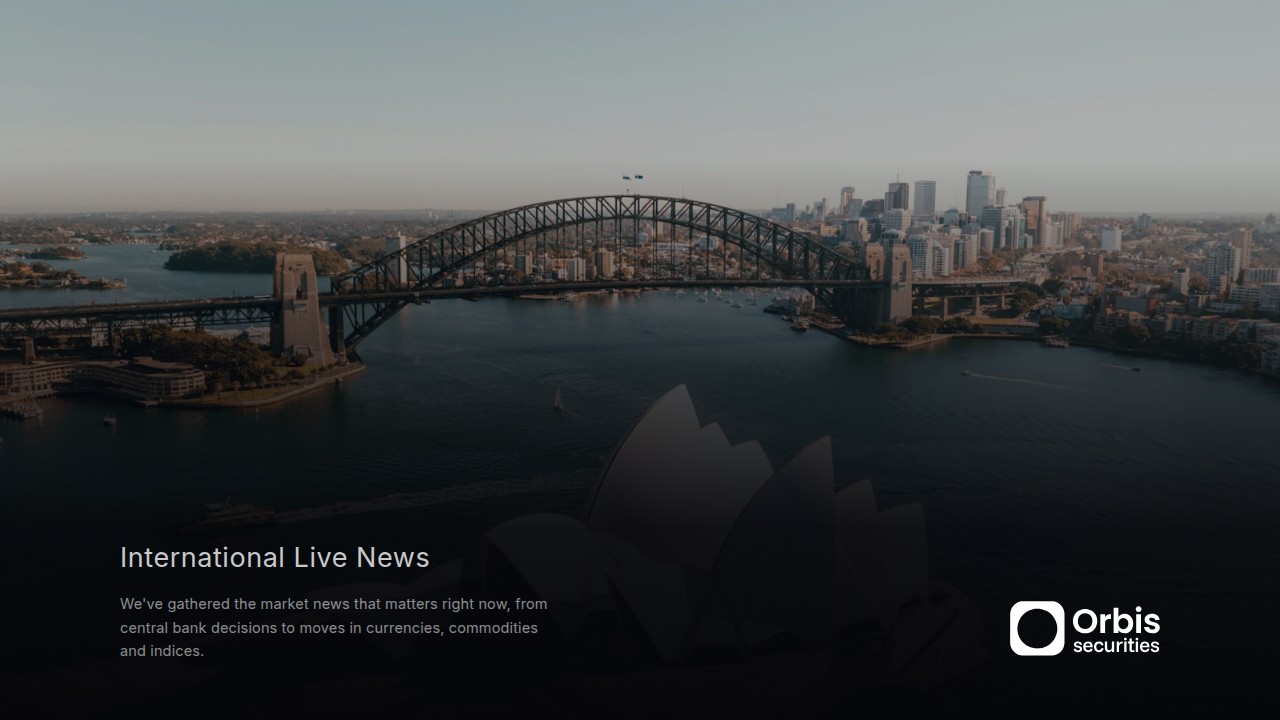 International Live News
We've gathered the market news that matters right now, from
central bank decisions to moves in currencies, commodities
and indices.
Orbis
securities